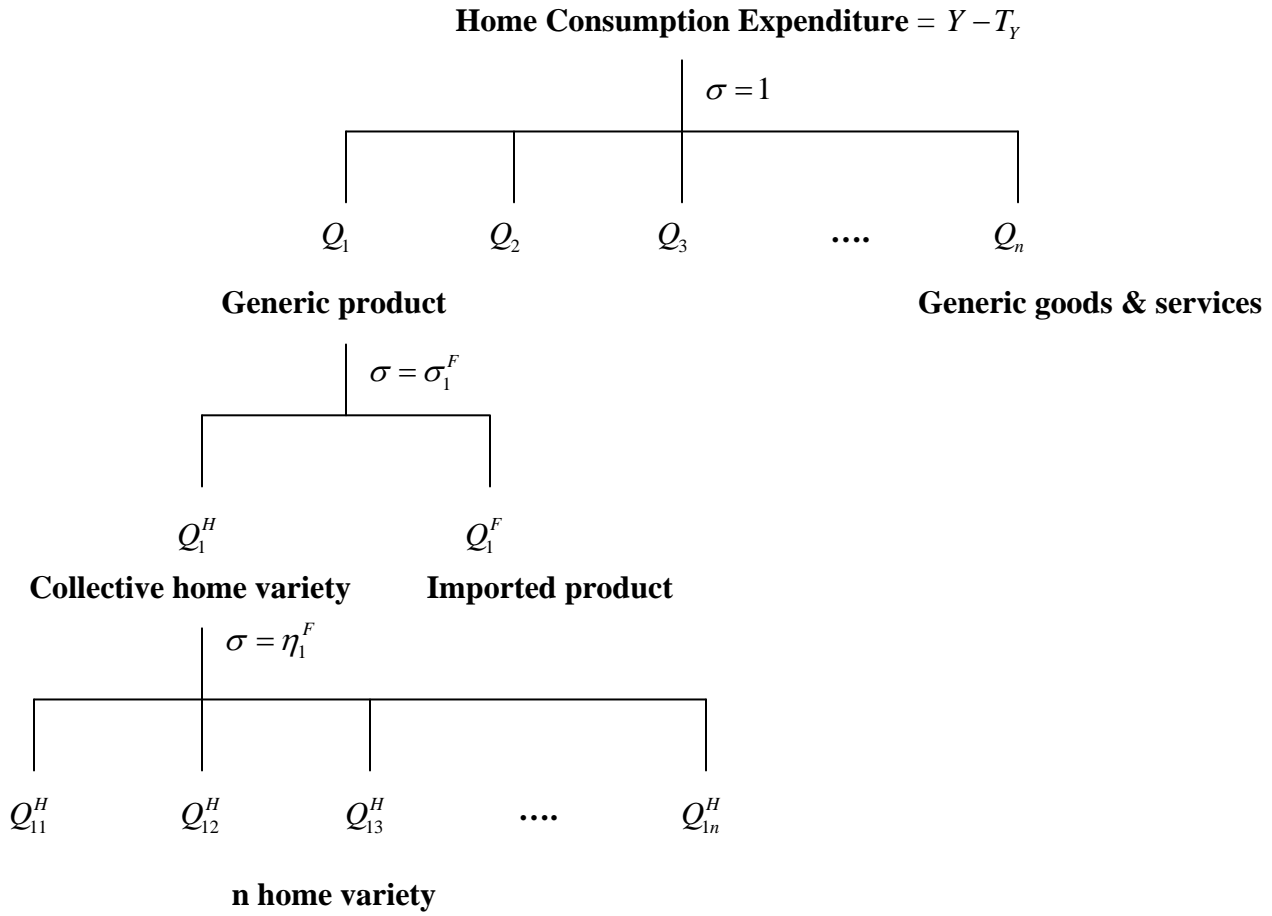 Home Consumption Expenditure = Y − T_Y
σ = 1
Q_1 Q_2 Q_3 .... Q_n
Generic product Generic goods & services
σ = σ_1^F
Q_1^H Q_1^F
Collective home variety Imported product
σ = η_1^F
Q_11^H Q_12^H Q_13^H .... Q_1n^H
n home variety